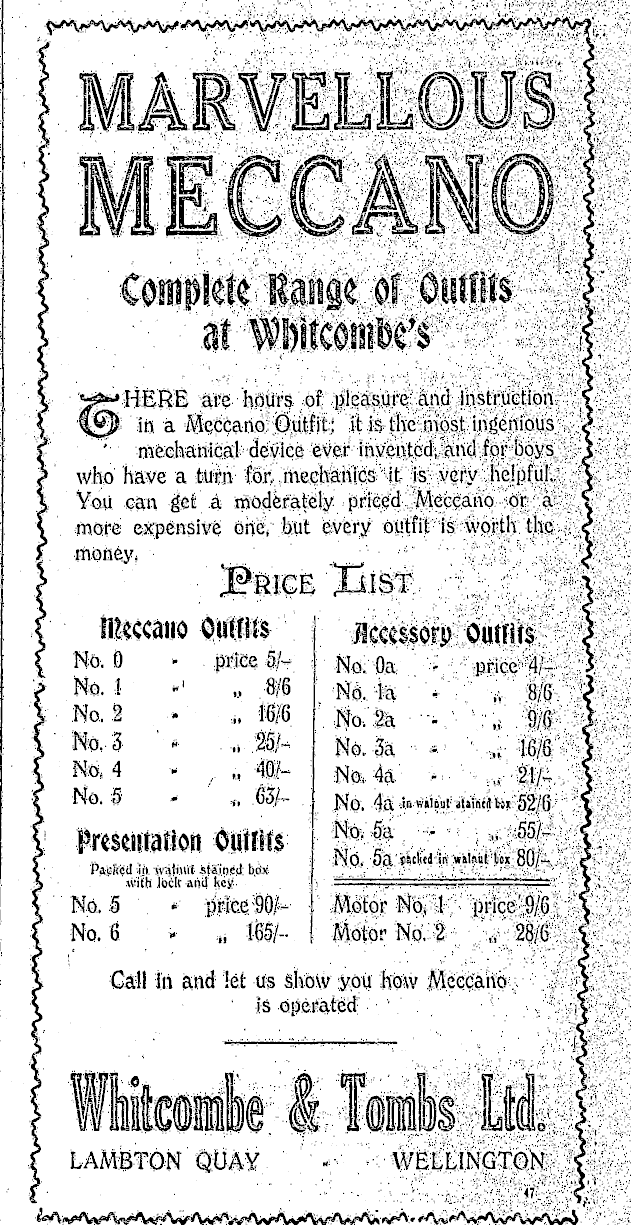 MARVELLOUS
MECCANO
Complete Range of Outfits
at Whitcombe's
THERE are hours of pleasure and instruction
in a Meccano Outfit; it is the most ingenious
mechanical device ever invented, and for boys
who have a turn for mechanics it is very helpful.
You can get a moderately priced Meccano or a
more expensive one, but every outfit is worth the
money.
PRICE LIST
Meccano Outfits
No. 0 - price 5/-
No. 1 - „ 8/6
No. 2 - „ 16/6
No. 3 - „ 25/-
No. 4 - „ 40/-
No. 5 - „ 63/-
Presentation Outfits
Packed in walnut stained box
with lock and key
No. 5 - price 90/-
No. 6 - „ 165/-
Accessory Outfits
No. 0a - price 4/-
No. 1a - „ 8/6
No. 2a - „ 9/6
No. 3a - „ 16/6
No. 4a - „ 21/-
No. 4a in walnut stained box 52/6
No. 5a - „ 55/-
No. 5a packed in walnut box 80/-
Motor No. 1 price 9/6
Motor No. 2 „ 28/6
Call in and let us show you how Meccano
is operated
Whitcombe & Tombs Ltd.
LAMBTON QUAY - WELLINGTON
47